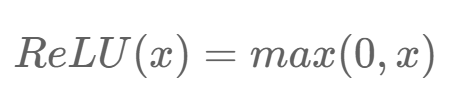 ReLU(x) = max(0, x)